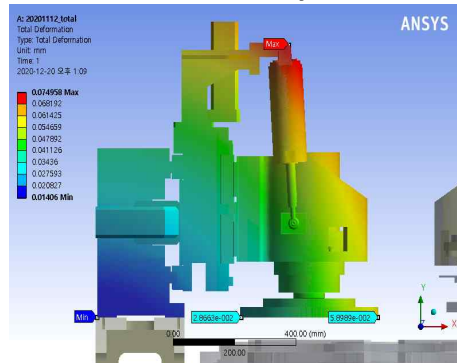 A: 20201112_total
Total Deformation
Type: Total Deformation
Unit: mm
Time: 1
2020-12-20 오후 1:09
0.074958 Max
0.068192
0.061425
0.054659
0.047892
0.041126
0.03436
0.027593
0.020827
0.01406 Min
ANSYS
Max
Min
2.8663e-002
5.8989e-002
0.00
400.00 (mm)
200.00
Y
X